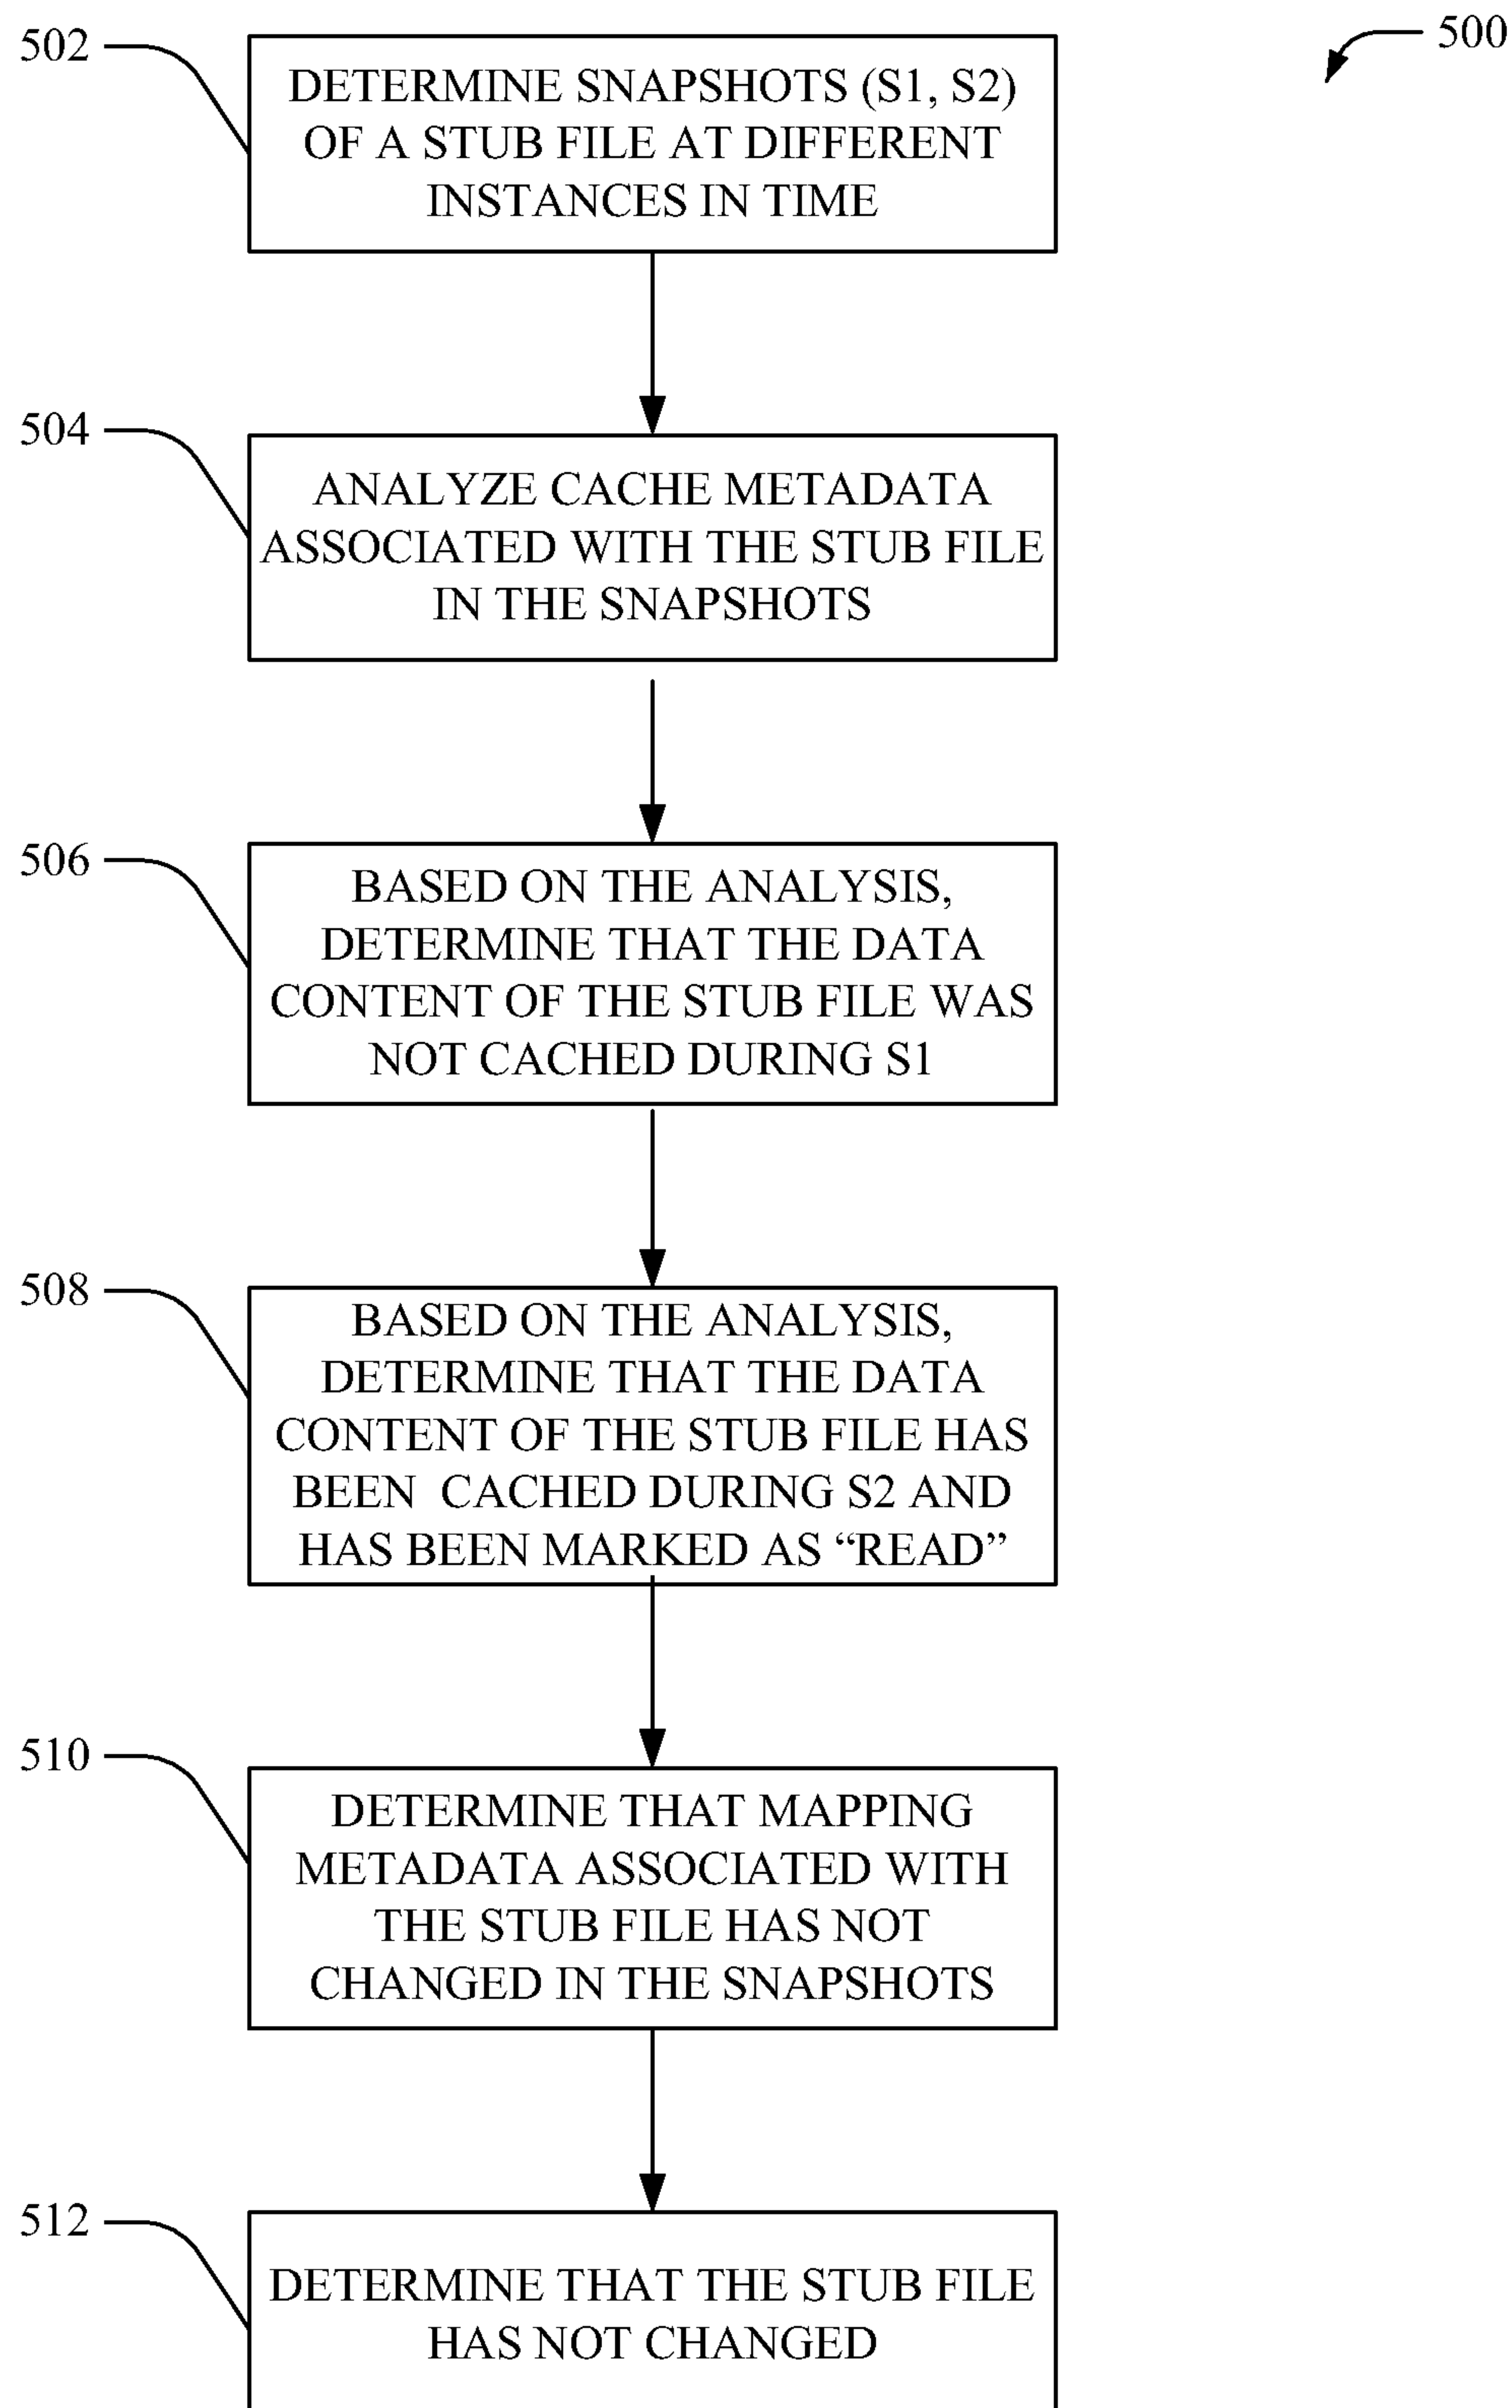 500
502
DETERMINE SNAPSHOTS (S1, S2)
OF A STUB FILE AT DIFFERENT
INSTANCES IN TIME
504
ANALYZE CACHE METADATA
ASSOCIATED WITH THE STUB FILE
IN THE SNAPSHOTS
506
BASED ON THE ANALYSIS,
DETERMINE THAT THE DATA
CONTENT OF THE STUB FILE WAS
NOT CACHED DURING S1
508
BASED ON THE ANALYSIS,
DETERMINE THAT THE DATA
CONTENT OF THE STUB FILE HAS
BEEN CACHED DURING S2 AND
HAS BEEN MARKED AS “READ”
510
DETERMINE THAT MAPPING
METADATA ASSOCIATED WITH
THE STUB FILE HAS NOT
CHANGED IN THE SNAPSHOTS
512
DETERMINE THAT THE STUB FILE
HAS NOT CHANGED